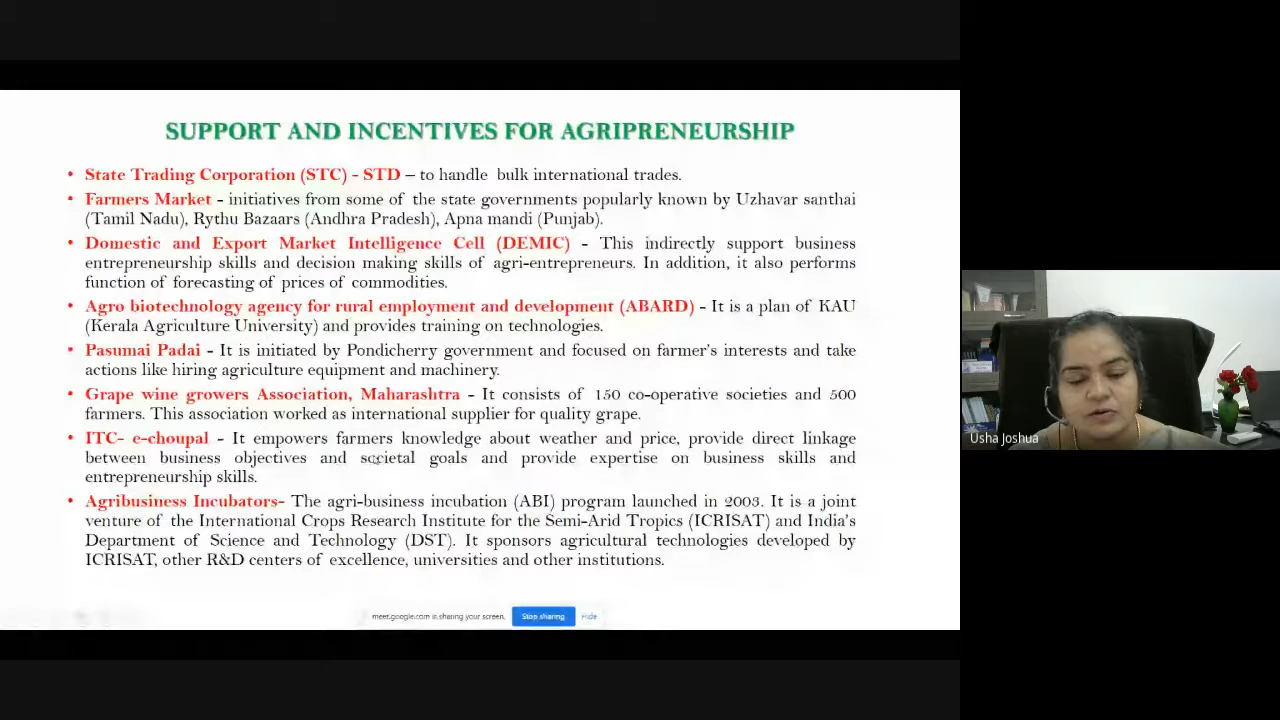 SUPPORT AND INCENTIVES FOR AGRIPRENEURSHIP
• State Trading Corporation (STC) - STD – to handle bulk international trades.
• Farmers Market - initiatives from some of the state governments popularly known by Uzhavar santhai
(Tamil Nadu), Rythu Bazaars (Andhra Pradesh), Apna mandi (Punjab).
• Domestic and Export Market Intelligence Cell (DEMIC) - This indirectly support business
entrepreneurship skills and decision making skills of agri-entrepreneurs. In addition, it also performs
function of forecasting of prices of commodities.
• Agro biotechnology agency for rural employment and development (ABARD) - It is a plan of KAU
(Kerala Agriculture University) and provides training on technologies.
• Pasumai Padai - It is initiated by Pondicherry government and focused on farmer's interests and take
actions like hiring agriculture equipment and machinery.
• Grape wine growers Association, Maharashtra - It consists of 150 co-operative societies and 500
farmers. This association worked as international supplier for quality grape.
• ITC- e-choupal - It empowers farmers knowledge about weather and price, provide direct linkage
between business objectives and societal goals and provide expertise on business skills and
entrepreneurship skills.
• Agribusiness Incubators- The agri-business incubation (ABI) program launched in 2003. It is a joint
venture of the International Crops Research Institute for the Semi-Arid Tropics (ICRISAT) and India's
Department of Science and Technology (DST). It sponsors agricultural technologies developed by
ICRISAT, other R&D centers of excellence, universities and other institutions.
meet.google.com is sharing your screen. Stop sharing Hide
Usha Joshua